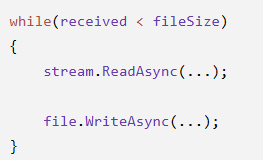 while(received < fileSize)
{
    stream.ReadAsync(...);
    file.WriteAsync(...);
}